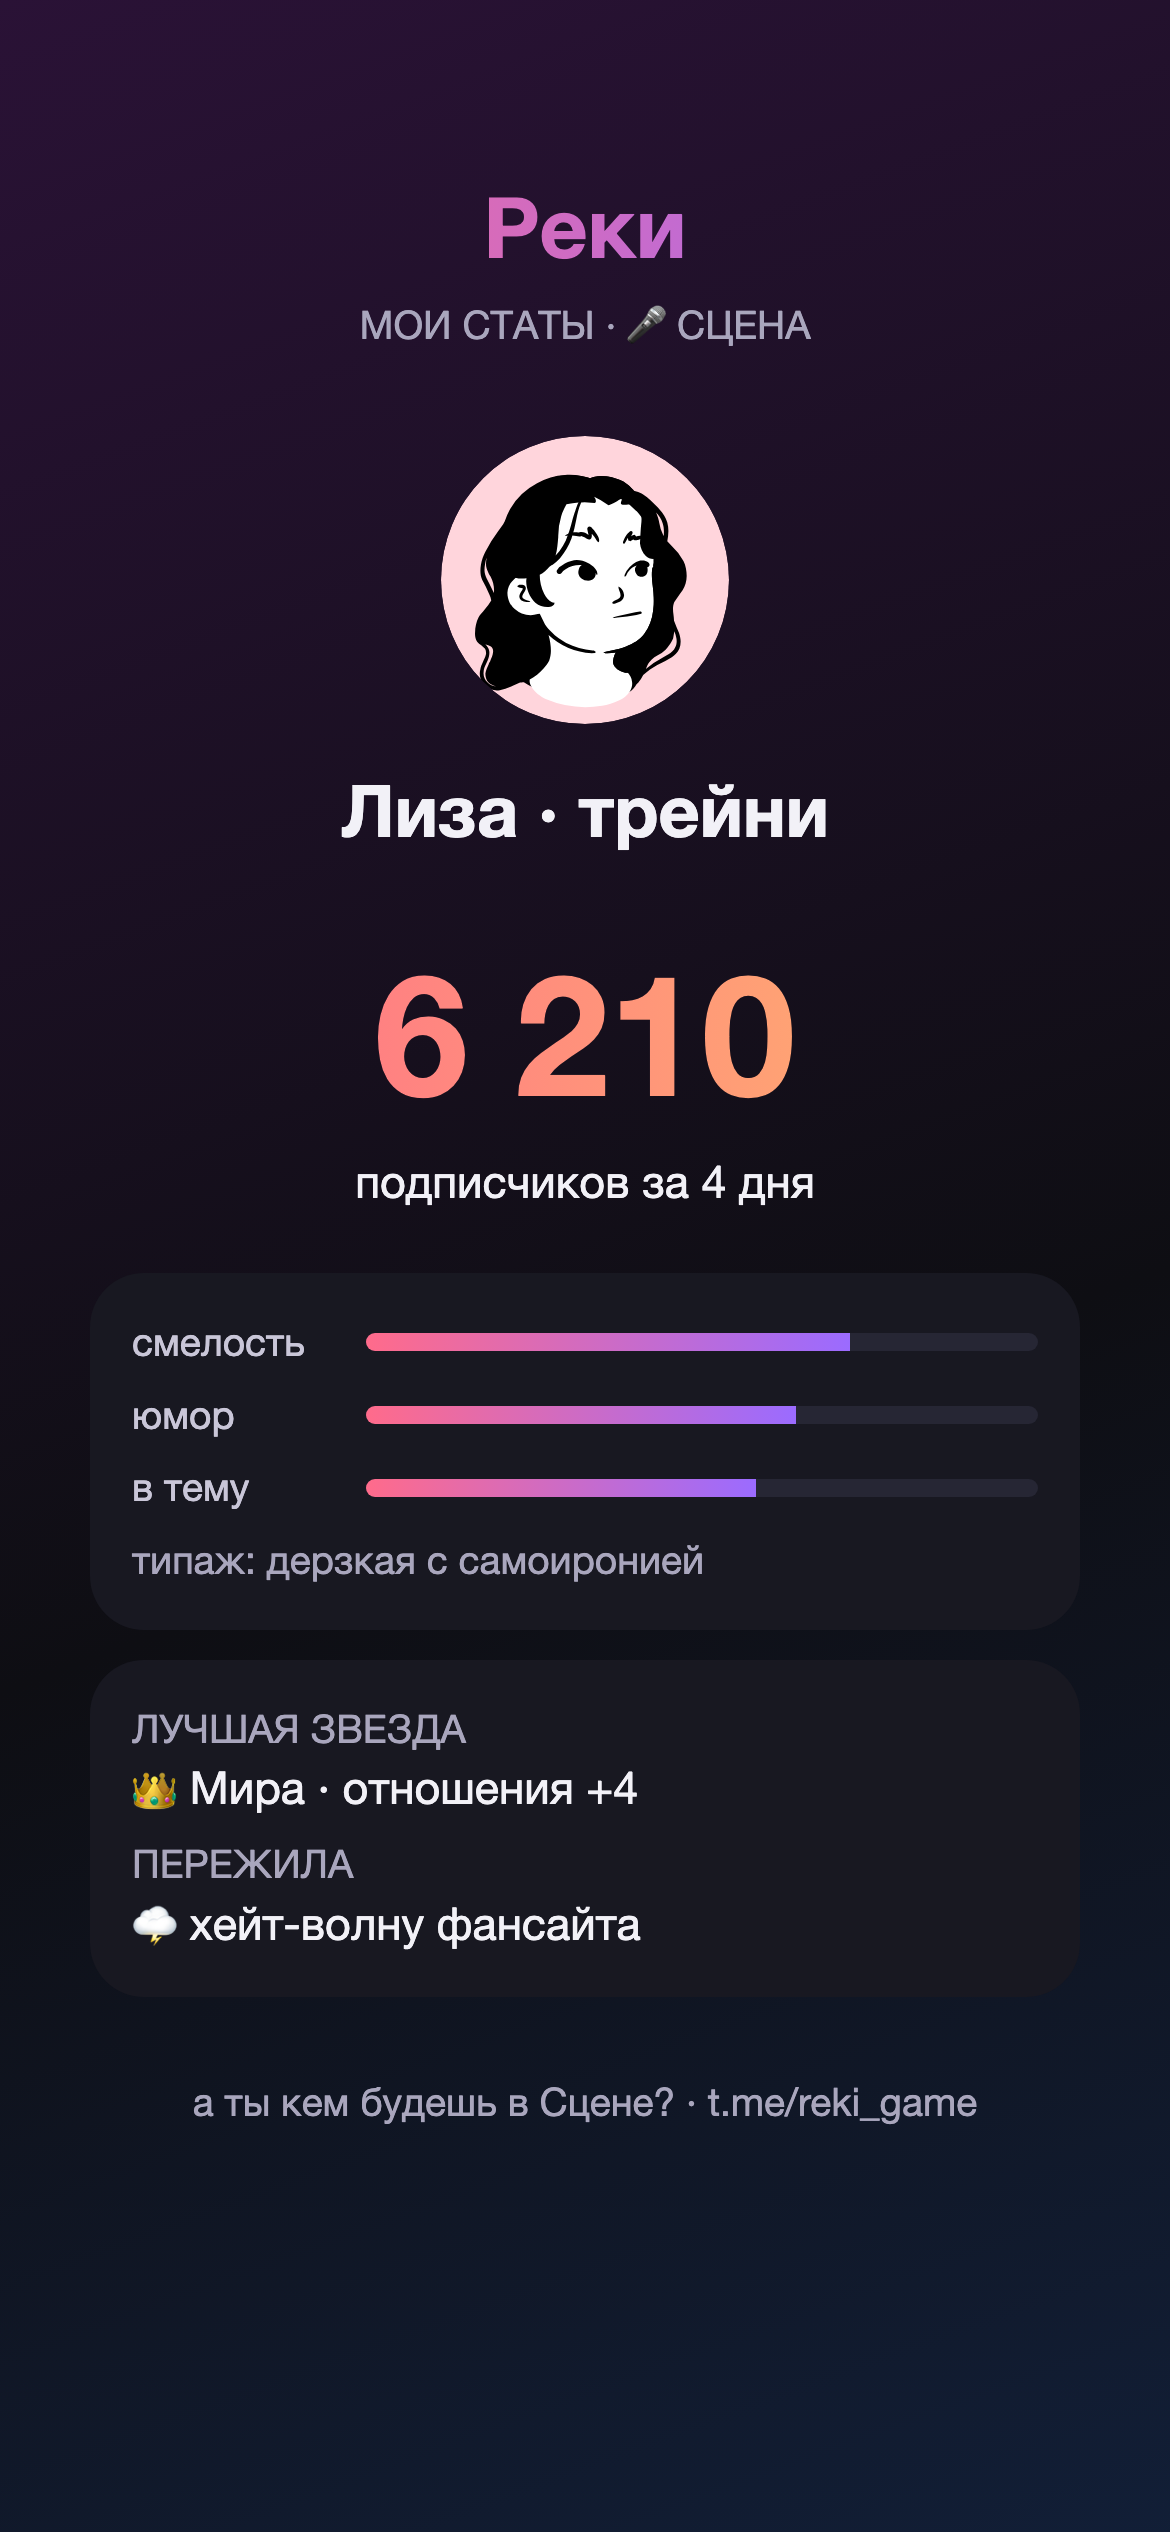 Реки
МОИ СТАТЫ · 🎤 СЦЕНА
Лиза · трейни
6 210
подписчиков за 4 дня
смелость
юмор
в тему
типаж: дерзкая с самоиронией
ЛУЧШАЯ ЗВЕЗДА
👑 Мира · отношения +4
ПЕРЕЖИЛА
🌩️ хейт-волну фансайта
а ты кем будешь в Сцене? · t.me/reki_game